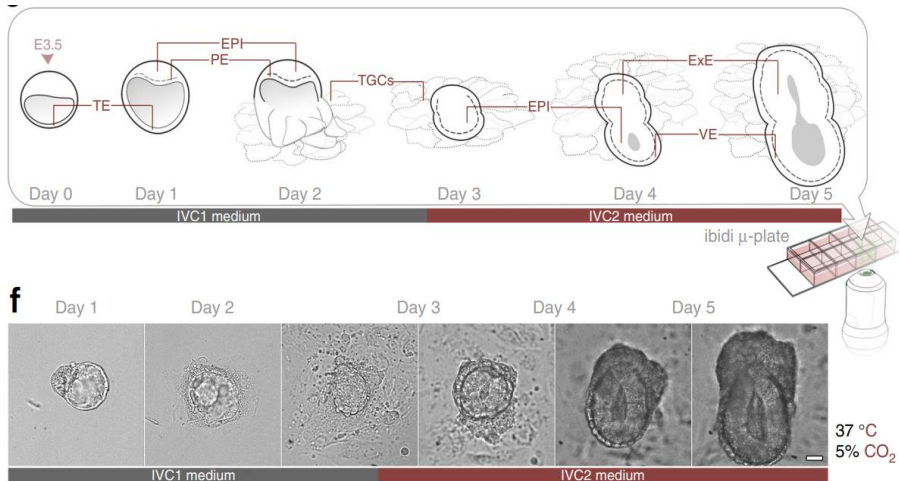 E3.5
EPI
PE
TE
TGCs
EPI
ExE
VE
Day 0 Day 1 Day 2 Day 3 Day 4 Day 5
IVC1 medium IVC2 medium
ibidi μ-plate
f
Day 1 Day 2 Day 3 Day 4 Day 5
37 °C
5% CO₂
IVC1 medium IVC2 medium